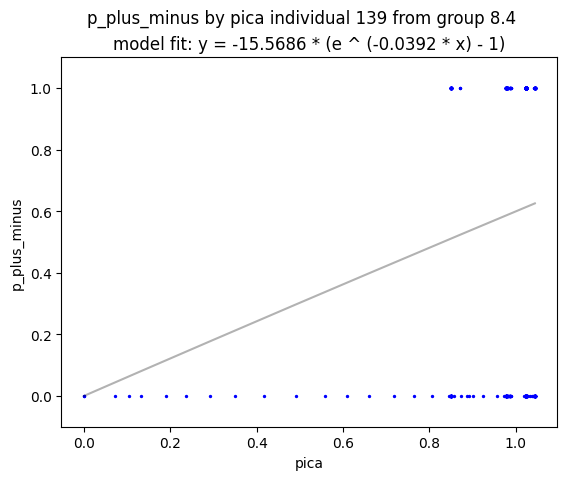 p_plus_minus by pica individual 139 from group 8.4
model fit: y = -15.5686 * (e ^ (-0.0392 * x) - 1)
1.0
0.8
0.6
0.4
0.2
0.0
p_plus_minus
0.0 0.2 0.4 0.6 0.8 1.0
pica